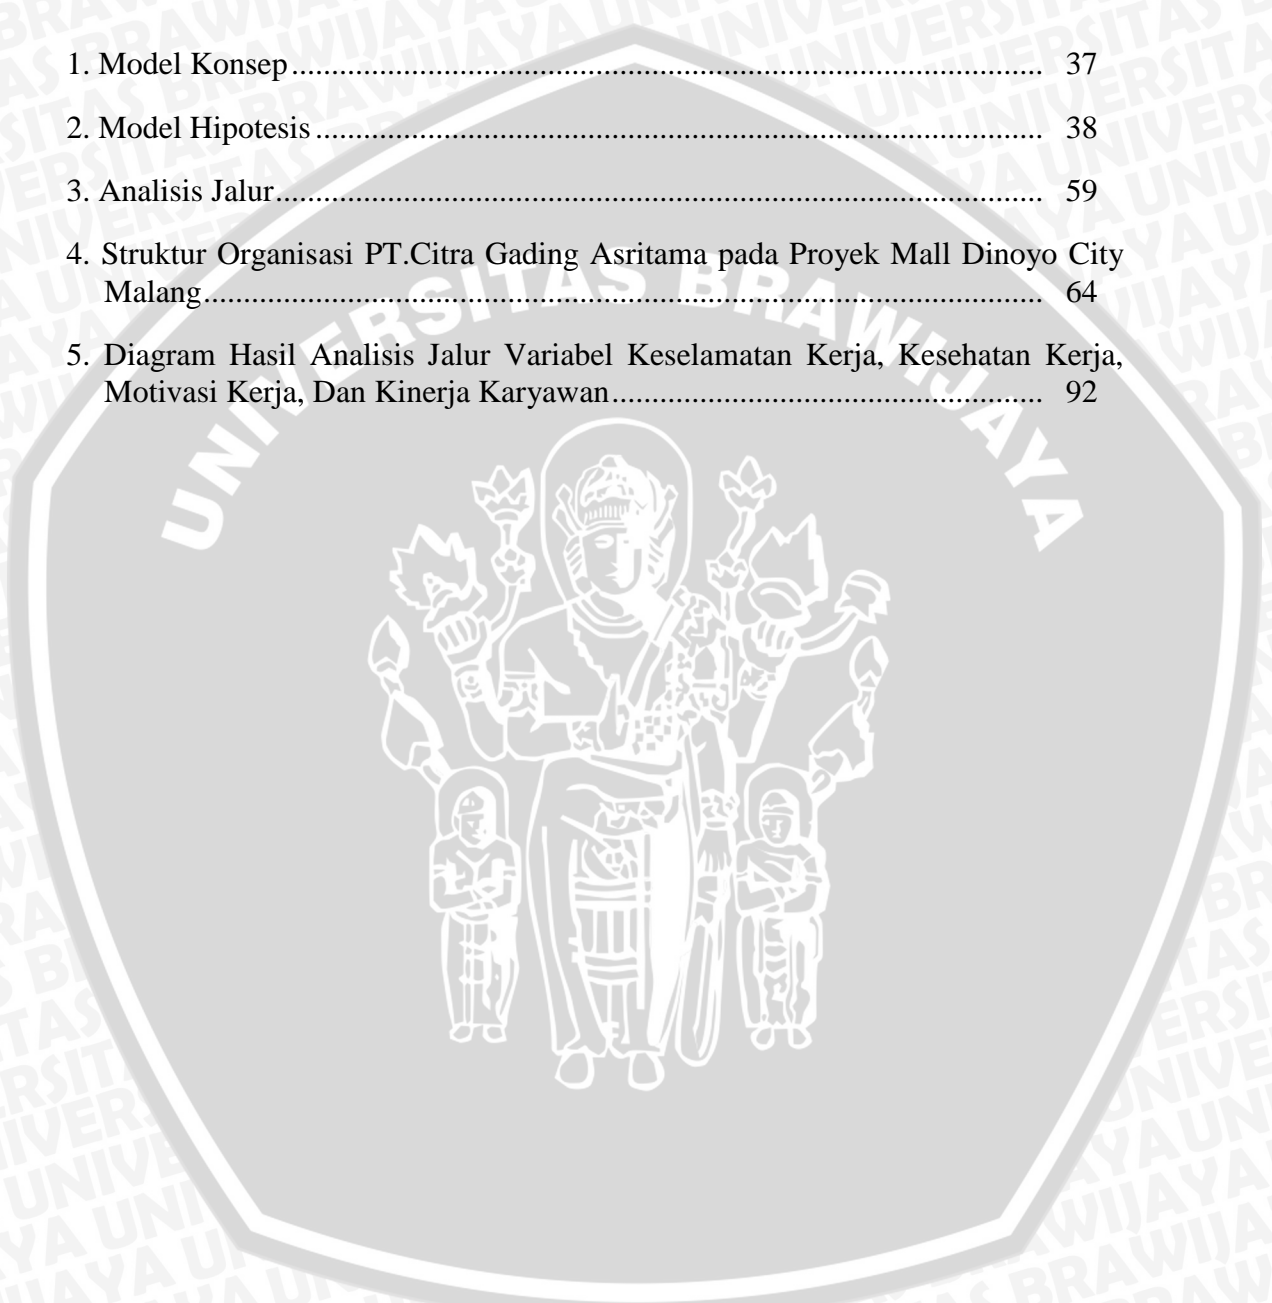 1. Model Konsep............................................................................................... 37
2. Model Hipotesis............................................................................................ 38
3. Analisis Jalur................................................................................................. 59
4. Struktur Organisasi PT.Citra Gading Asritama pada Proyek Mall Dinoyo City
Malang.......................................................................................................... 64
5. Diagram Hasil Analisis Jalur Variabel Keselamatan Kerja, Kesehatan Kerja,
Motivasi Kerja, Dan Kinerja Karyawan...................................................... 92
UNIVERSITAS BRAWIJAYA